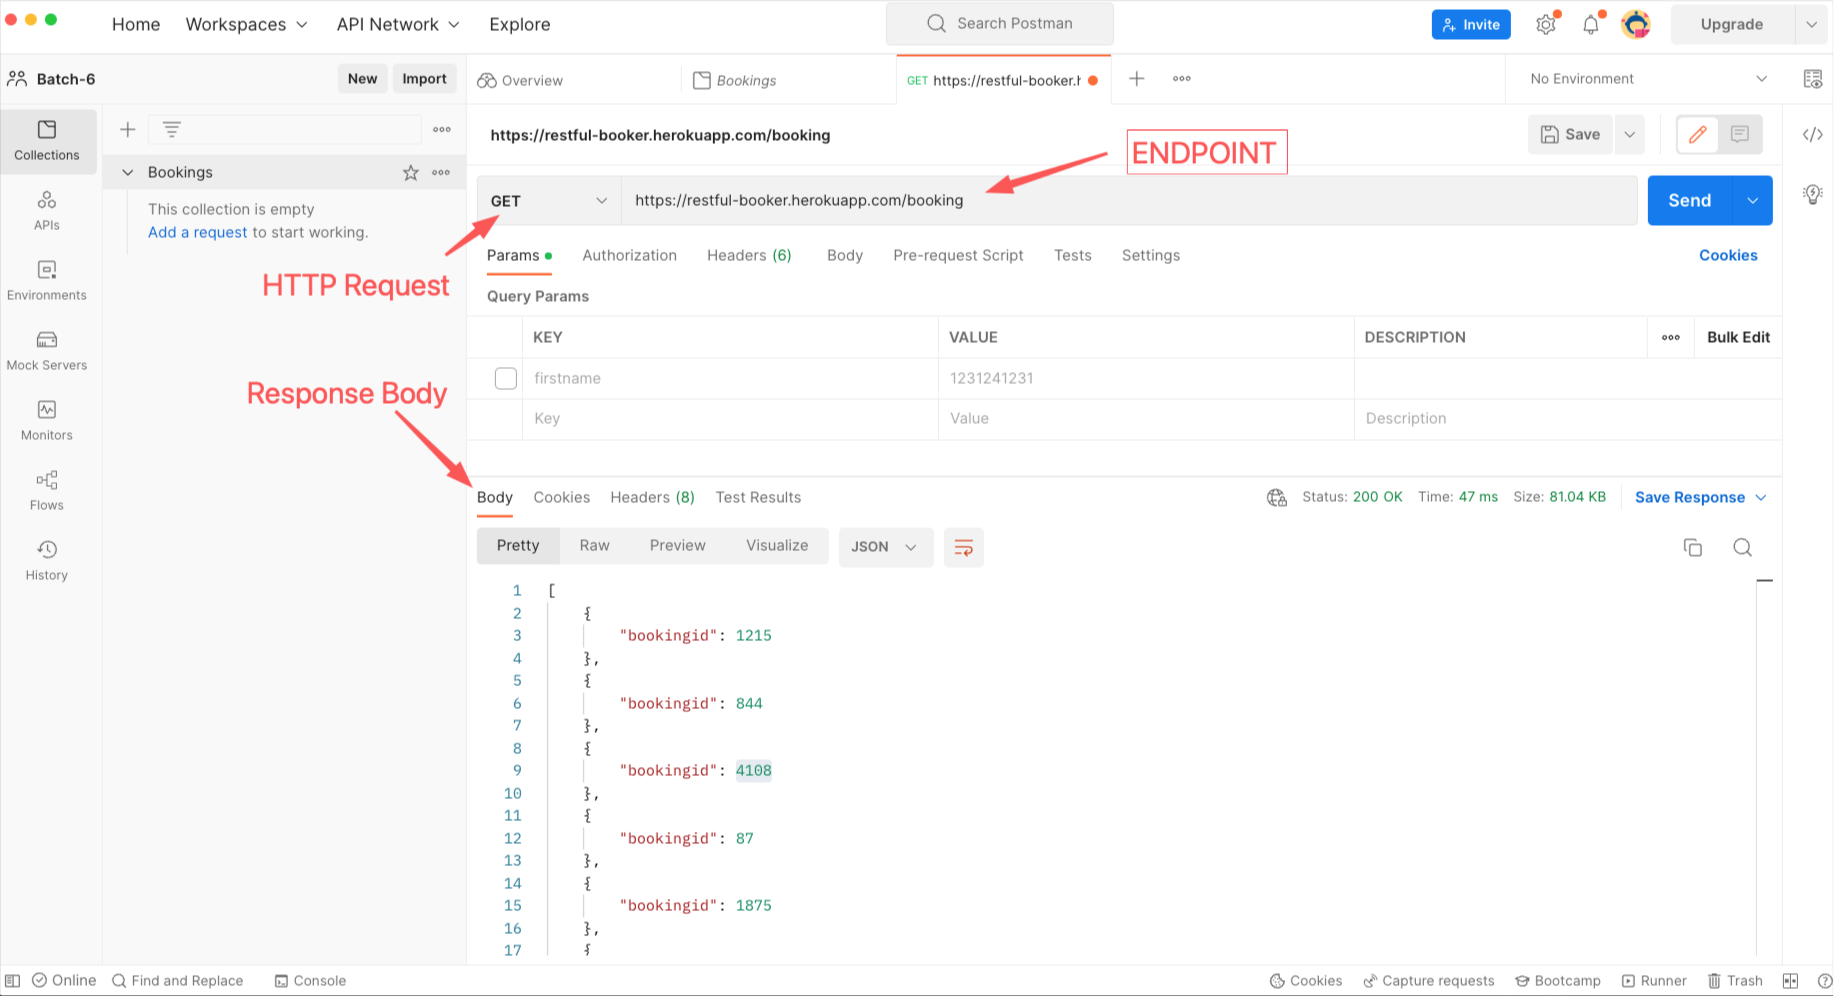 Home Workspaces API Network Explore Search Postman Invite Upgrade
Batch-6 New Import Overview Bookings GET https://restful-booker.h No Environment
Collections
https://restful-booker.herokuapp.com/booking Save
ENDPOINT
Bookings
This collection is empty
Add a request to start working.
GET https://restful-booker.herokuapp.com/booking Send
APIs
HTTP Request
Params Authorization Headers (6) Body Pre-request Script Tests Settings Cookies
Environments
Query Params
KEY VALUE DESCRIPTION Bulk Edit
Mock Servers
firstname 1231241231
Response Body
Key Value Description
Monitors
Body Cookies Headers (8) Test Results Status: 200 OK Time: 47 ms Size: 81.04 KB Save Response
Flows
Pretty Raw Preview Visualize JSON
History
1 [
2 {
3 "bookingid": 1215
4 },
5 {
6 "bookingid": 844
7 },
8 {
9 "bookingid": 4108
10 },
11 {
12 "bookingid": 87
13 },
14 {
15 "bookingid": 1875
16 },
17 {
Online Find and Replace Console Cookies Capture requests Bootcamp Runner Trash